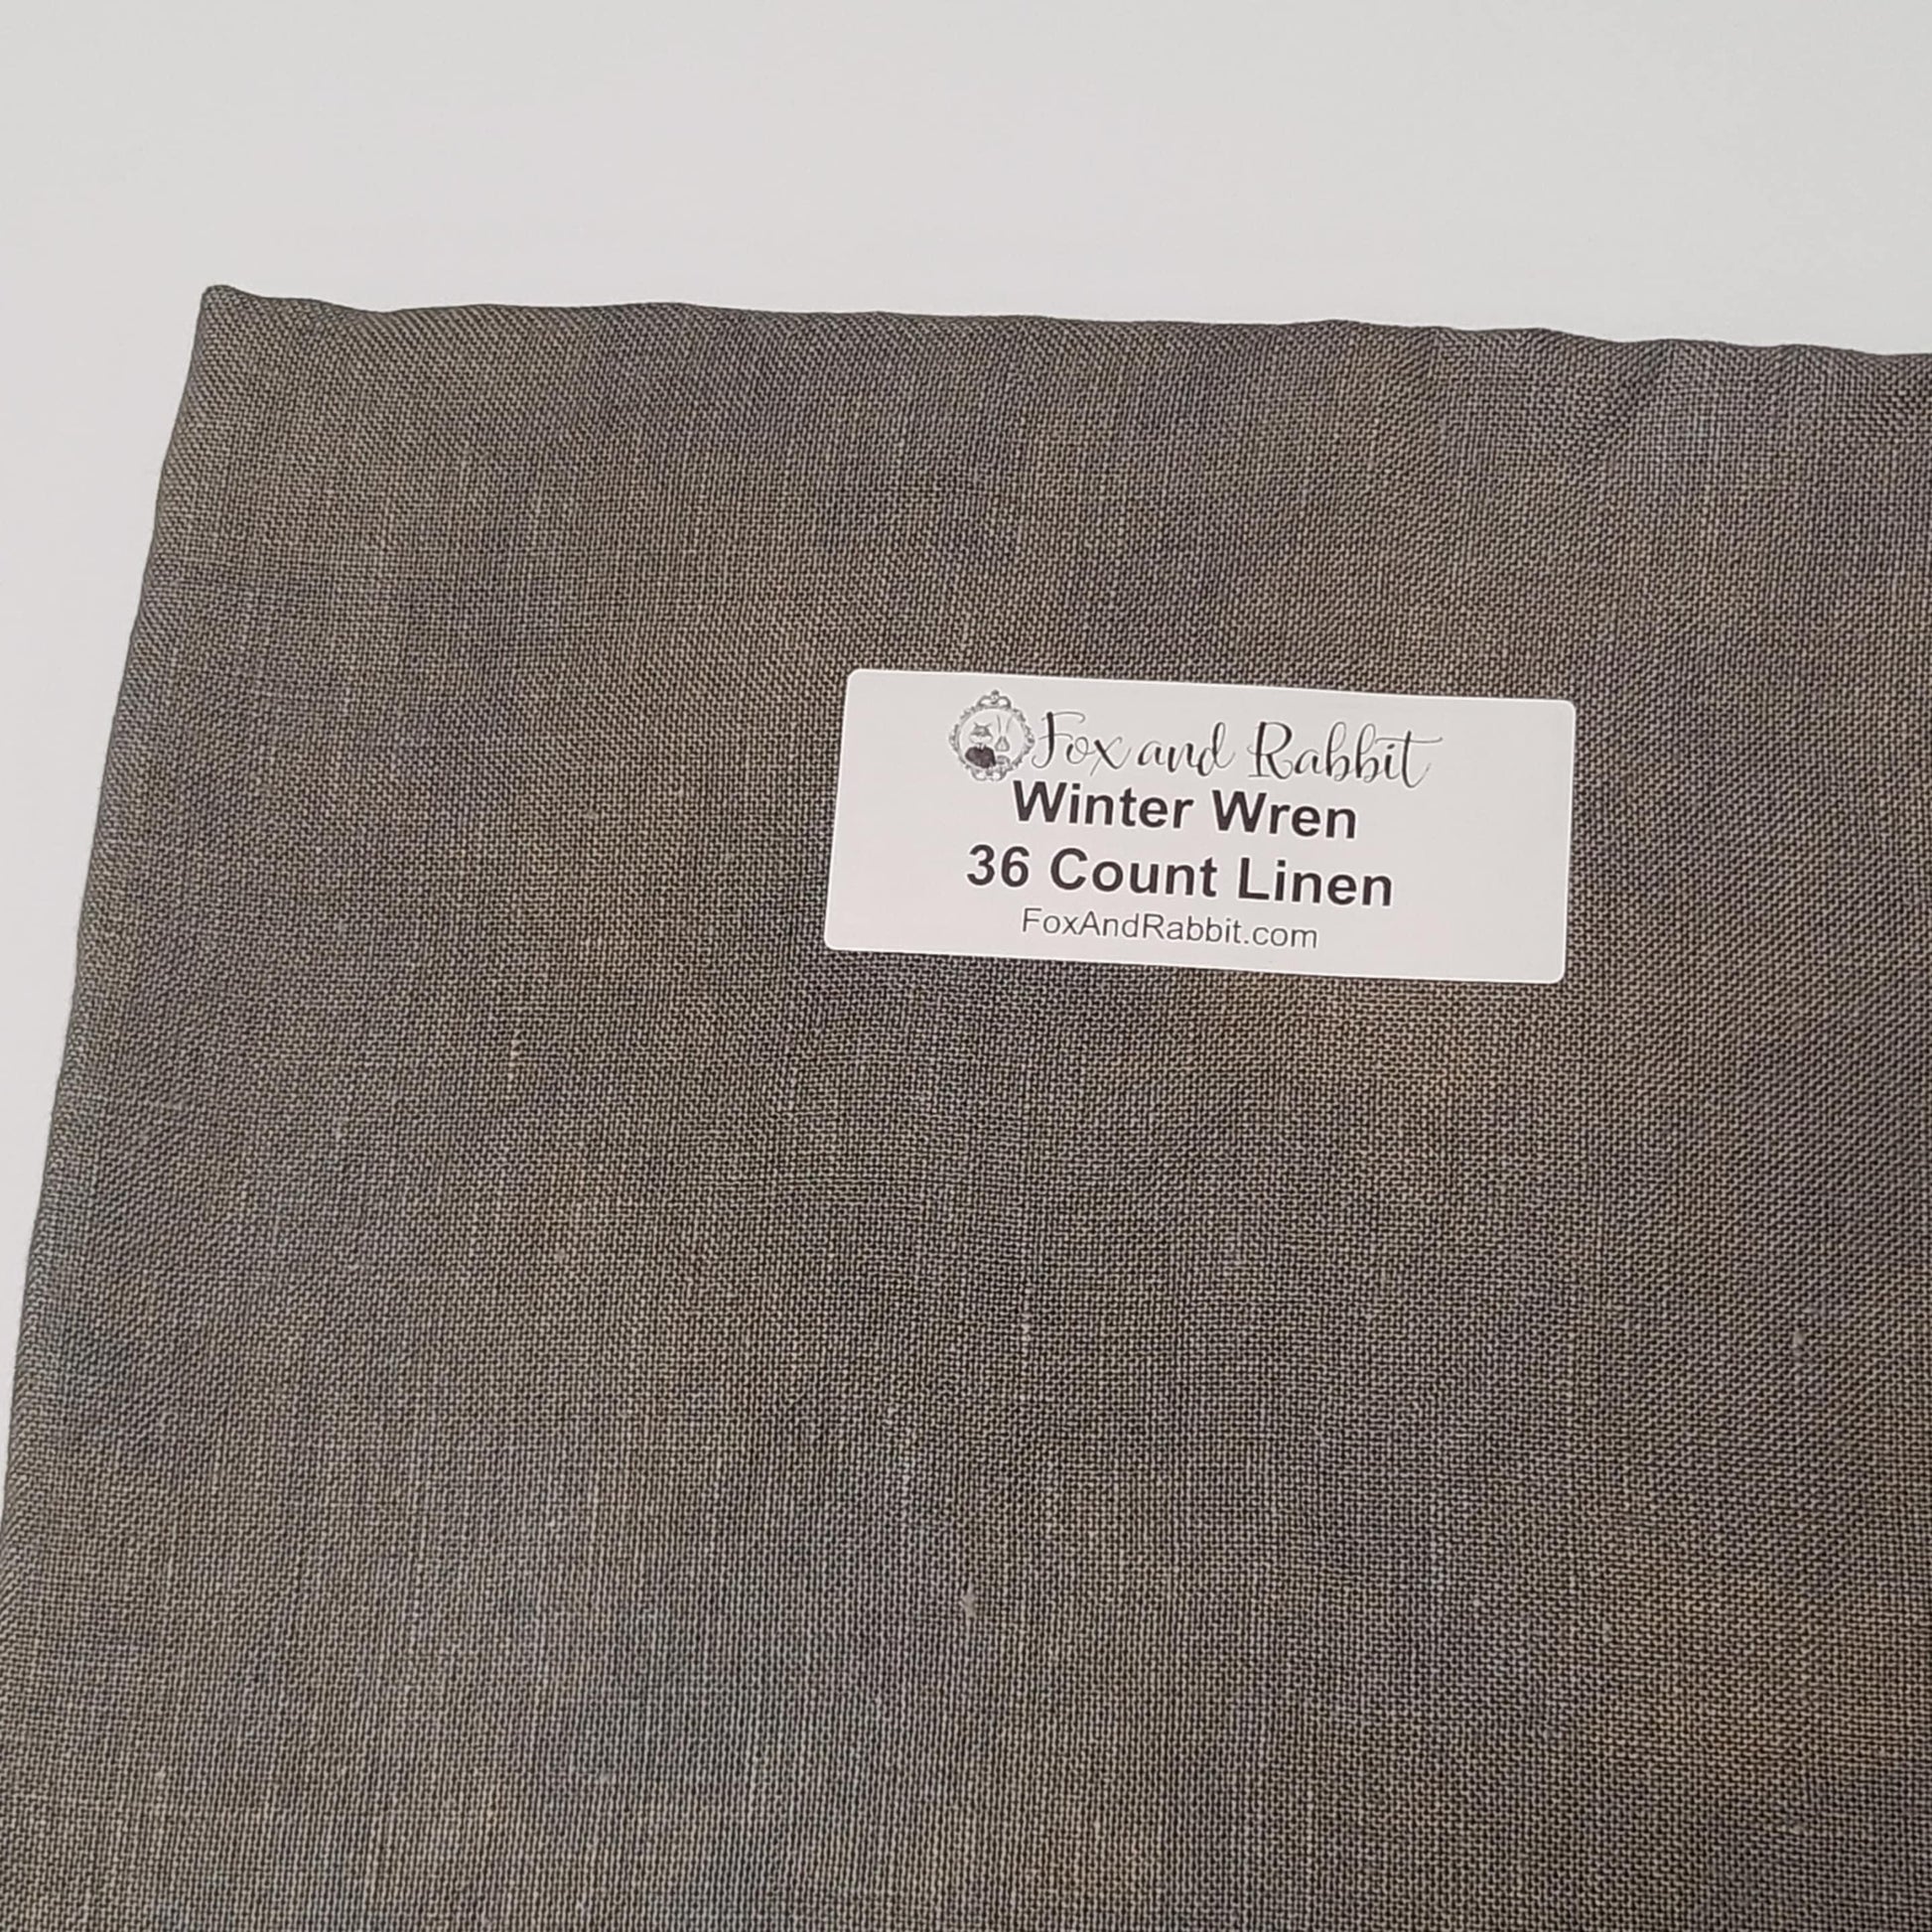 Fox and Rabbit
Winter Wren
36 Count Linen
FoxAndRabbit.com